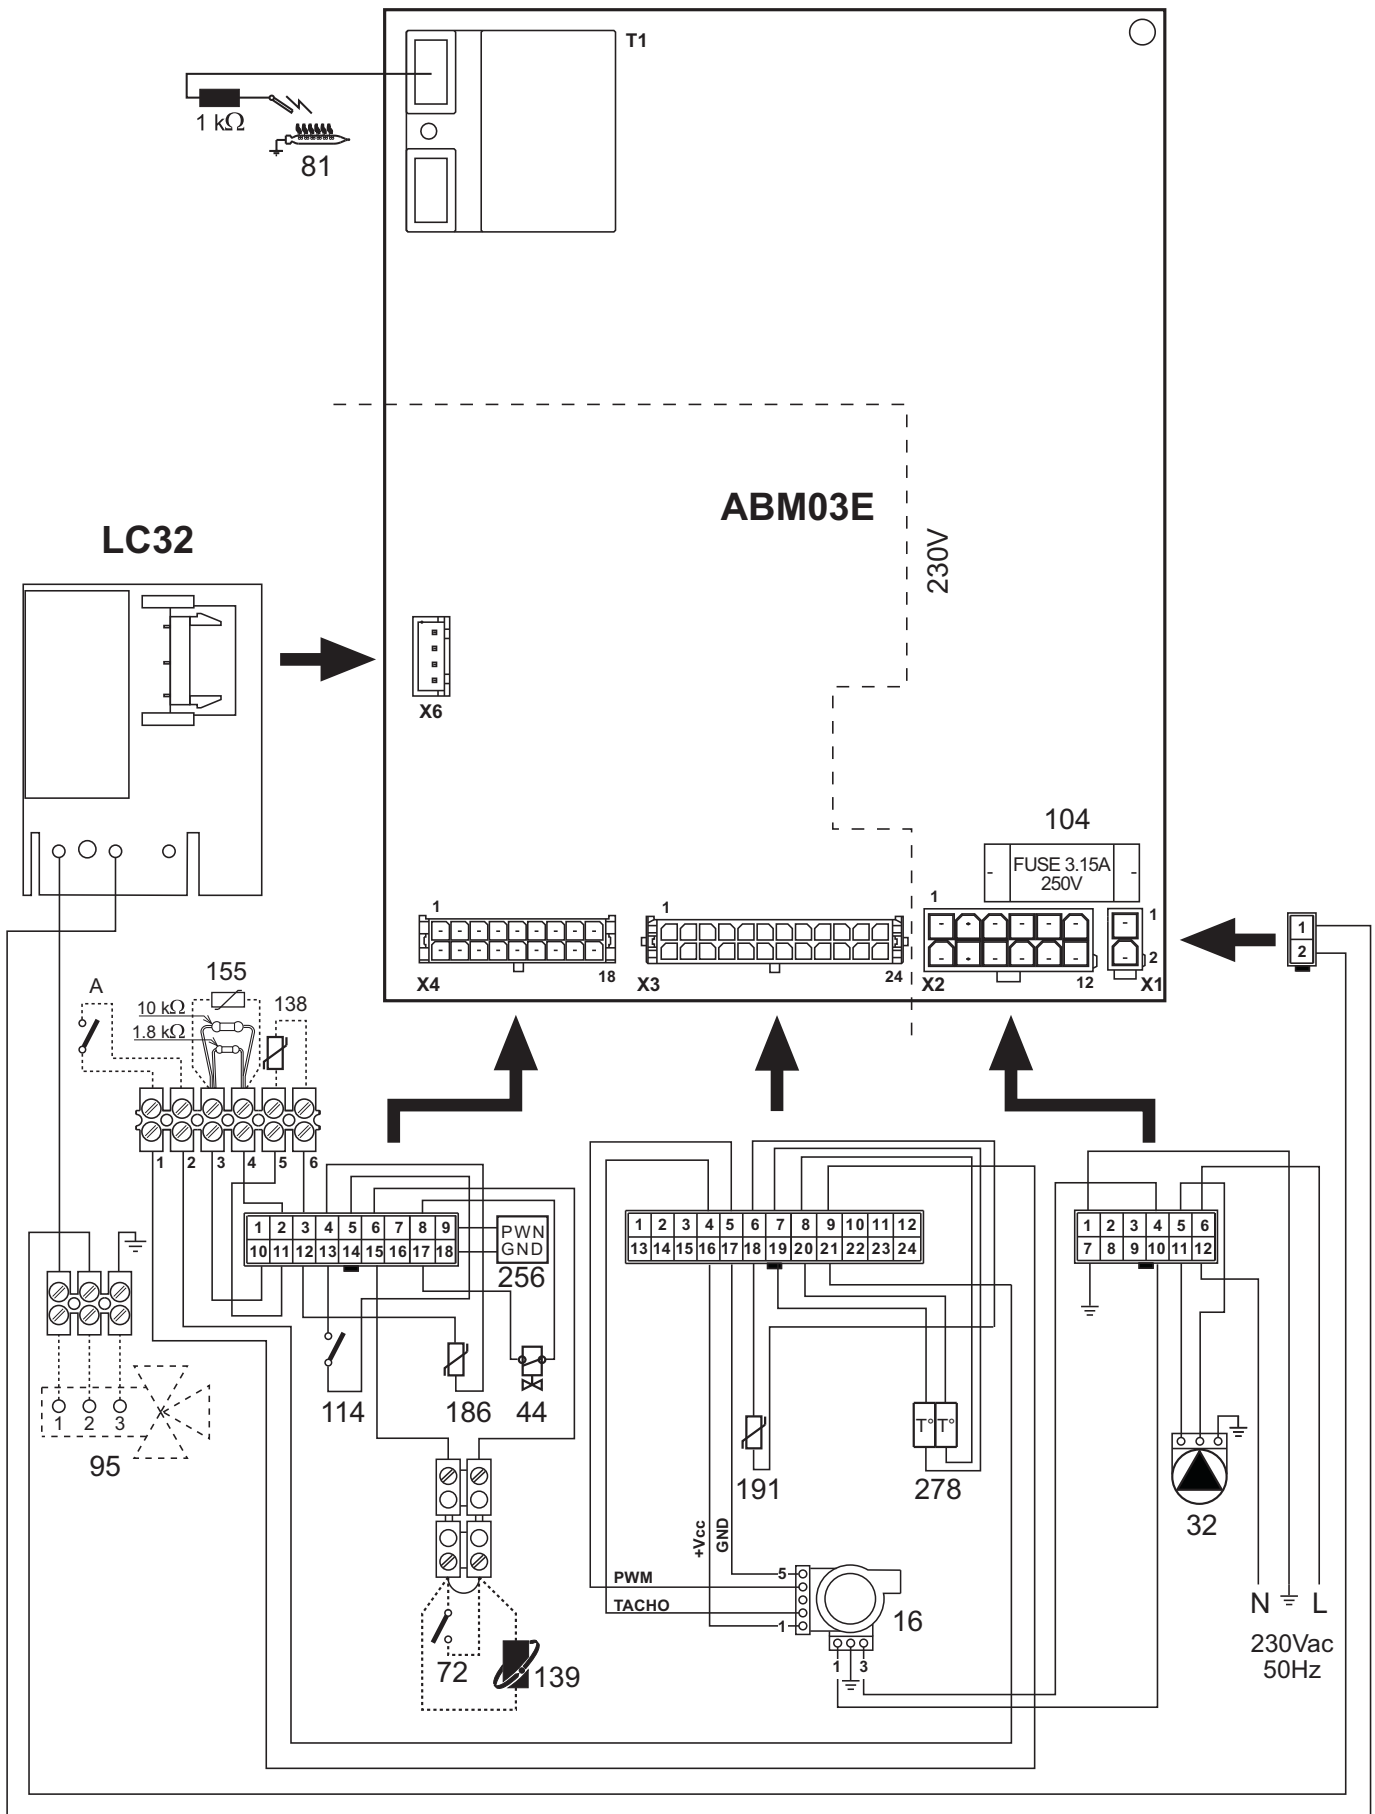 T1
1 kΩ
81
ABM03E
230V
LC32
X6
104
FUSE 3.15A
250V
1
1
1
1
2
18
24
12
X4
X3
X2
X1
1
2
A
155
138
10 kΩ
1.8 kΩ
1 2 3 4 5 6
1 2 3 4 5 6 7 8 9
10 11 12 13 14 15 16 17 18
PWN
GND
256
1 2 3 4 5 6 7 8 9 10 11 12
13 14 15 16 17 18 19 20 21 22 23 24
1 2 3 4 5 6
7 8 9 10 11 12
114
186
44
1 2 3
95
T° T°
191
278
32
+Vcc
GND
PWM
TACHO
5
1
16
1 3
N L
230Vac
50Hz
72
139